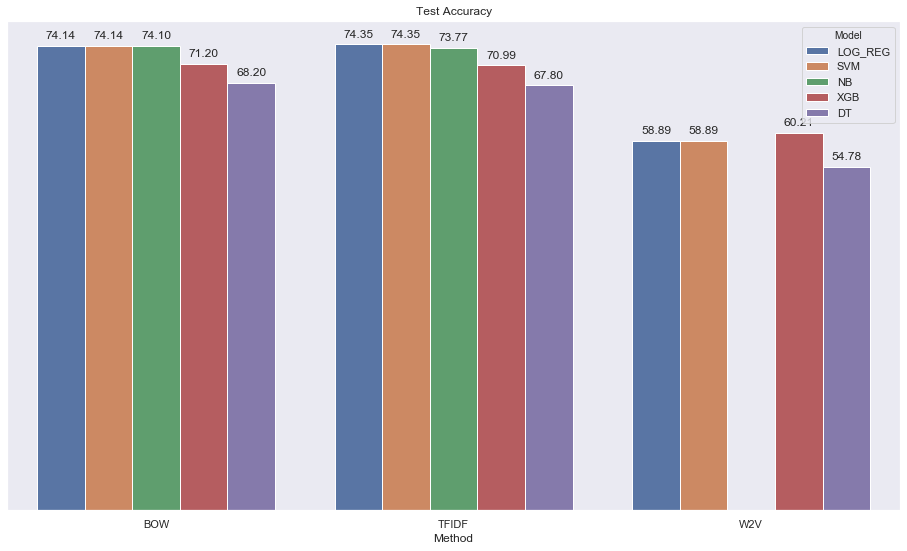 Test Accuracy
74.14 74.14 74.10 71.20 68.20
74.35 74.35 73.77 70.99 67.80
58.89 58.89 54.78
Model
LOG_REG
SVM
NB
XGB
DT
BOW TFIDF W2V
Method